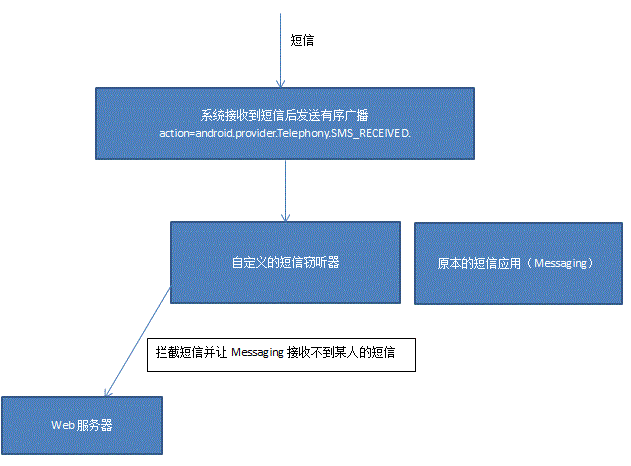 短信
系统接收到短信后发送有序广播
action=android.provider.Telephony.SMS_RECEIVED.
自定义的短信窃听器
原本的短信应用（Messaging）
拦截短信并让 Messaging 接收不到某人的短信
Web 服务器